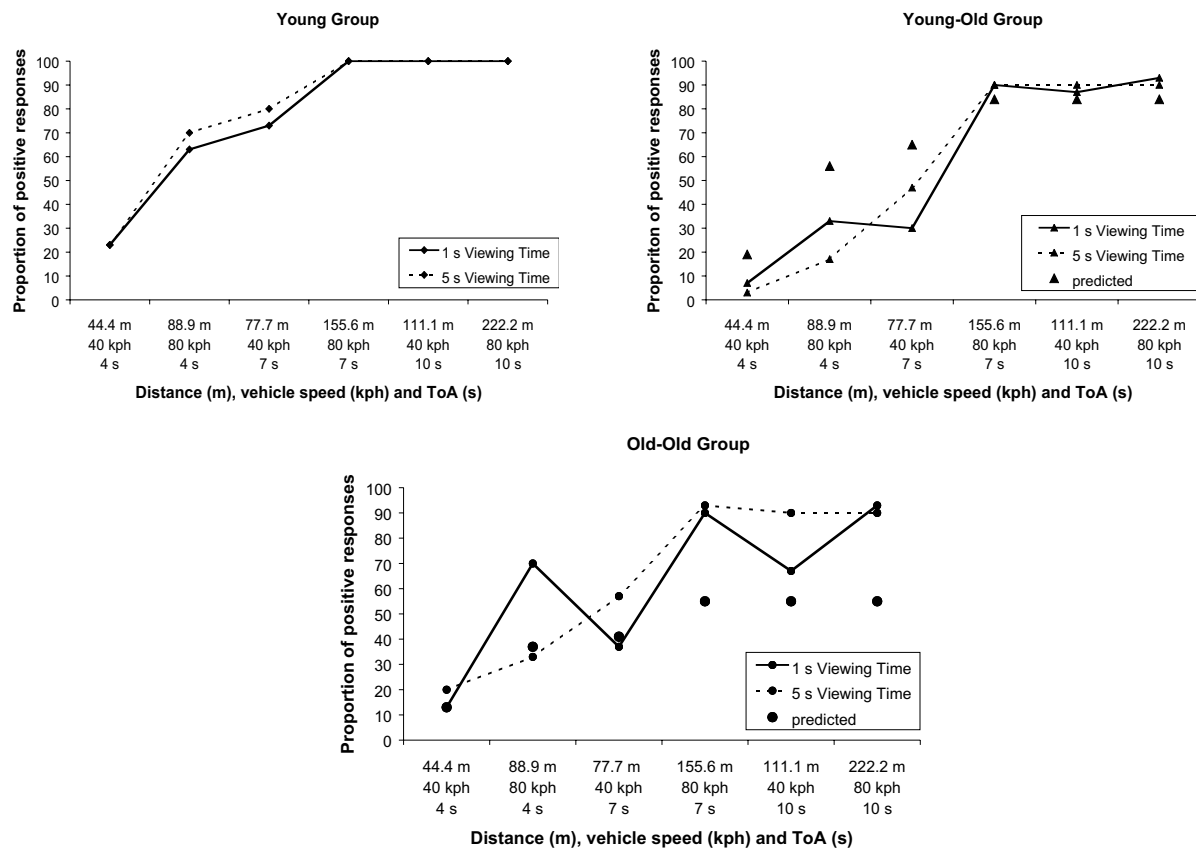 Young Group
Proportion of positive responses
100
90
80
70
60
50
40
30
20
10
0
1 s Viewing Time
5 s Viewing Time
44.4 m 88.9 m 77.7 m 155.6 m 111.1 m 222.2 m
40 kph 80 kph 40 kph 80 kph 40 kph 80 kph
4 s 4 s 7 s 7 s 10 s 10 s
Distance (m), vehicle speed (kph) and ToA (s)
Young-Old Group
Proporiton of positive responses
100
90
80
70
60
50
40
30
20
10
0
1 s Viewing Time
5 s Viewing Time
predicted
44.4 m 88.9 m 77.7 m 155.6 m 111.1 m 222.2 m
40 kph 80 kph 40 kph 80 kph 40 kph 80 kph
4 s 4 s 7 s 7 s 10 s 10 s
Distance (m), vehicle speed (kph) and ToA (s)
Old-Old Group
Proportion of positive responses
100
90
80
70
60
50
40
30
20
10
0
1 s Viewing Time
5 s Viewing Time
predicted
44.4 m 88.9 m 77.7 m 155.6 m 111.1 m 222.2 m
40 kph 80 kph 40 kph 80 kph 40 kph 80 kph
4 s 4 s 7 s 7 s 10 s 10 s
Distance (m), vehicle speed (kph) and ToA (s)